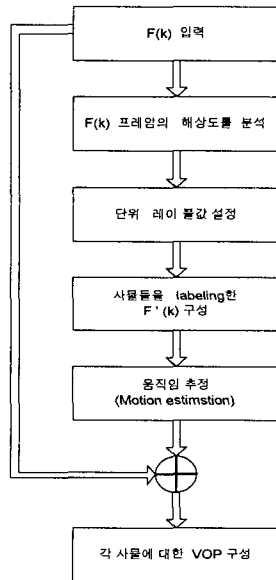 F(k) 입력
F(k) 프레임의 해상도를 분석
단위 레이 블값 설정
사물들을 labeling한
F ' (k) 구성
움직임 추정
(Motion estimstion)
각 사물에 대한 VOP 구성